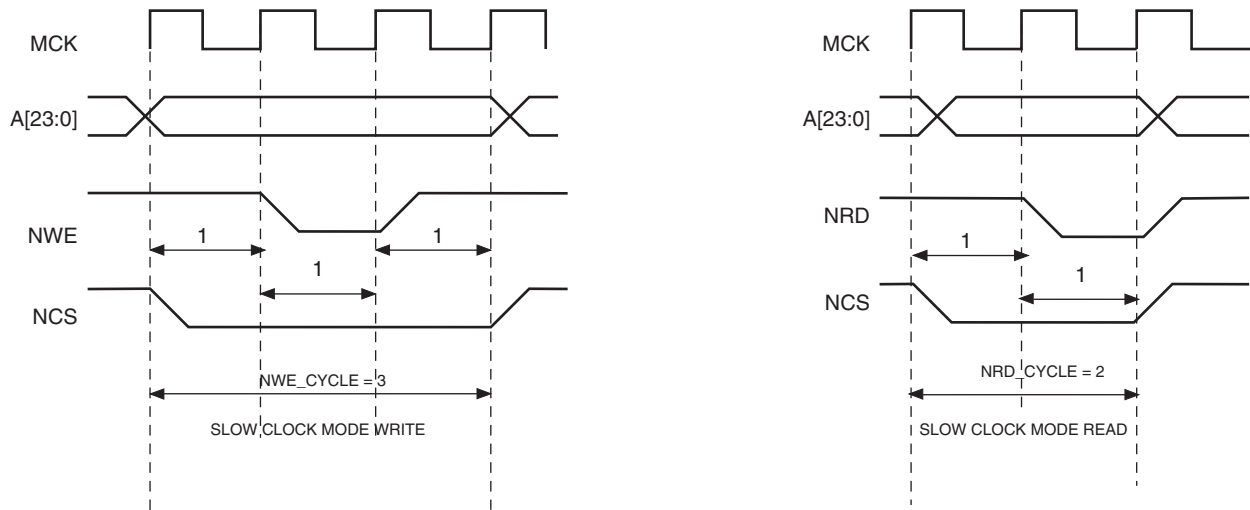 MCK
A[23:0]
NWE
1
1
1
NCS
NWE_CYCLE = 3
SLOW CLOCK MODE WRITE
MCK
A[23:0]
NRD
1
1
NCS
NRD_CYCLE = 2
SLOW CLOCK MODE READ